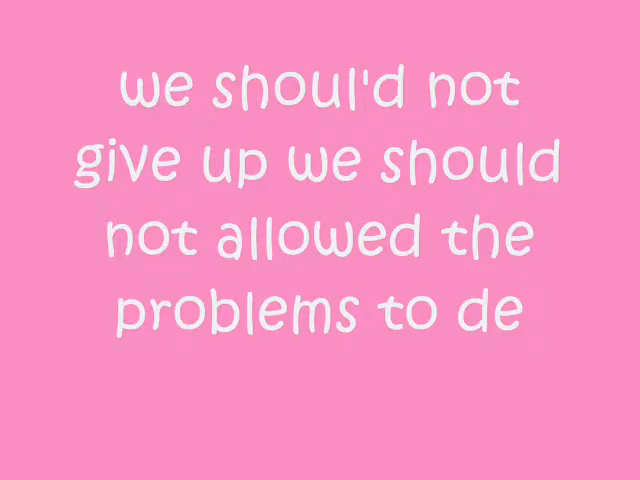 we shoul'd not
give up we should
not allowed the
problems to de